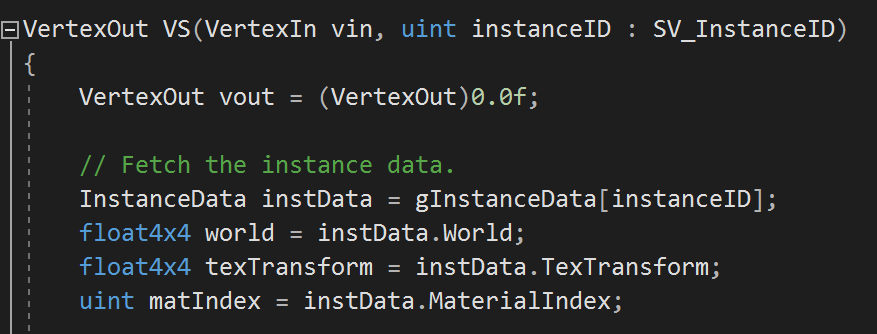 VertexOut VS(VertexIn vin, uint instanceID : SV_InstanceID)
{
VertexOut vout = (VertexOut)0.0f;
// Fetch the instance data.
InstanceData instData = gInstanceData[instanceID];
float4x4 world = instData.World;
float4x4 texTransform = instData.TexTransform;
uint matIndex = instData.MaterialIndex;